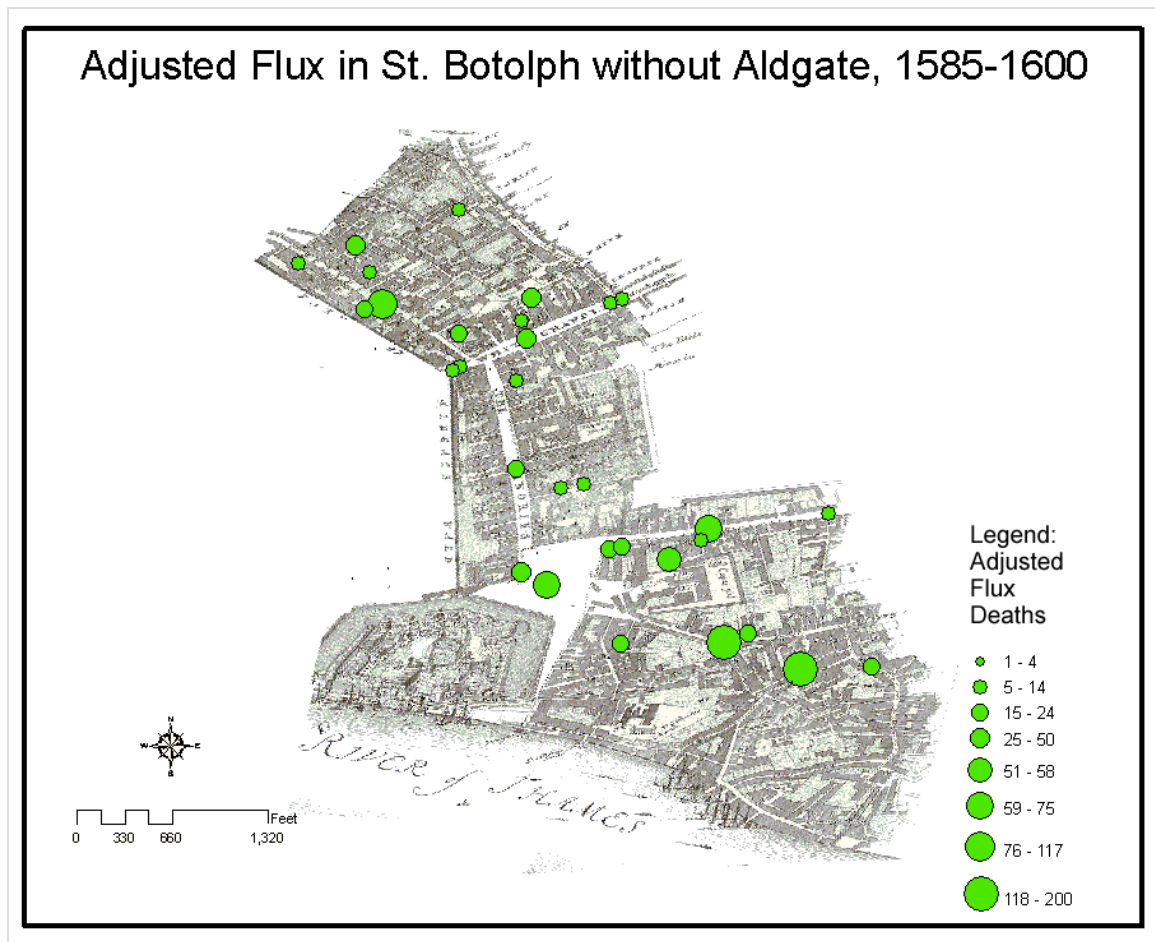 Adjusted Flux in St. Botolph without Aldgate, 1585-1600
RIVER of THAMES
N
W
E
S
Feet
0
330
660
1,320
Legend:
Adjusted
Flux
Deaths
1 - 4
5 - 14
15 - 24
25 - 50
51 - 58
59 - 75
76 - 117
118 - 200